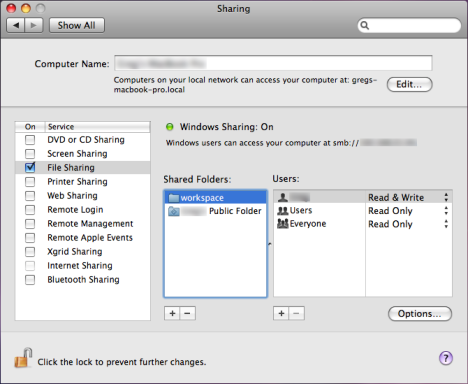 Sharing
Show All
Computer Name:
Computers on your local network can access your computer at: gregs-
macbook-pro.local
Edit...
On Service
DVD or CD Sharing
Screen Sharing
File Sharing
Printer Sharing
Web Sharing
Remote Login
Remote Management
Remote Apple Events
Xgrid Sharing
Internet Sharing
Bluetooth Sharing
Windows Sharing: On
Windows users can access your computer at smb://
Shared Folders:
workspace
Public Folder
Users:
Read & Write
Users Read Only
Everyone Read Only
+ −
+ −
Options...
Click the lock to prevent further changes.
?